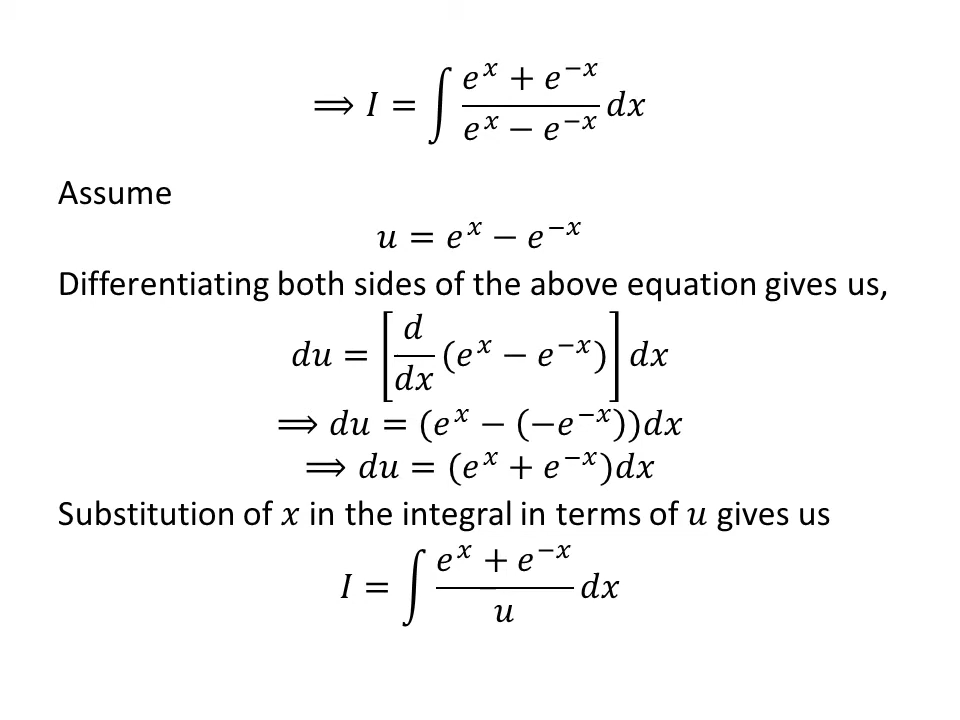 ⟹ I = ∫ (e^x + e^{−x})/(e^x − e^{−x}) dx
Assume
u = e^x − e^{−x}
Differentiating both sides of the above equation gives us,
du = [d/dx (e^x − e^{−x})] dx
⟹ du = (e^x − (−e^{−x}))dx
⟹ du = (e^x + e^{−x})dx
Substitution of x in the integral in terms of u gives us
I = ∫ (e^x + e^{−x})/u dx